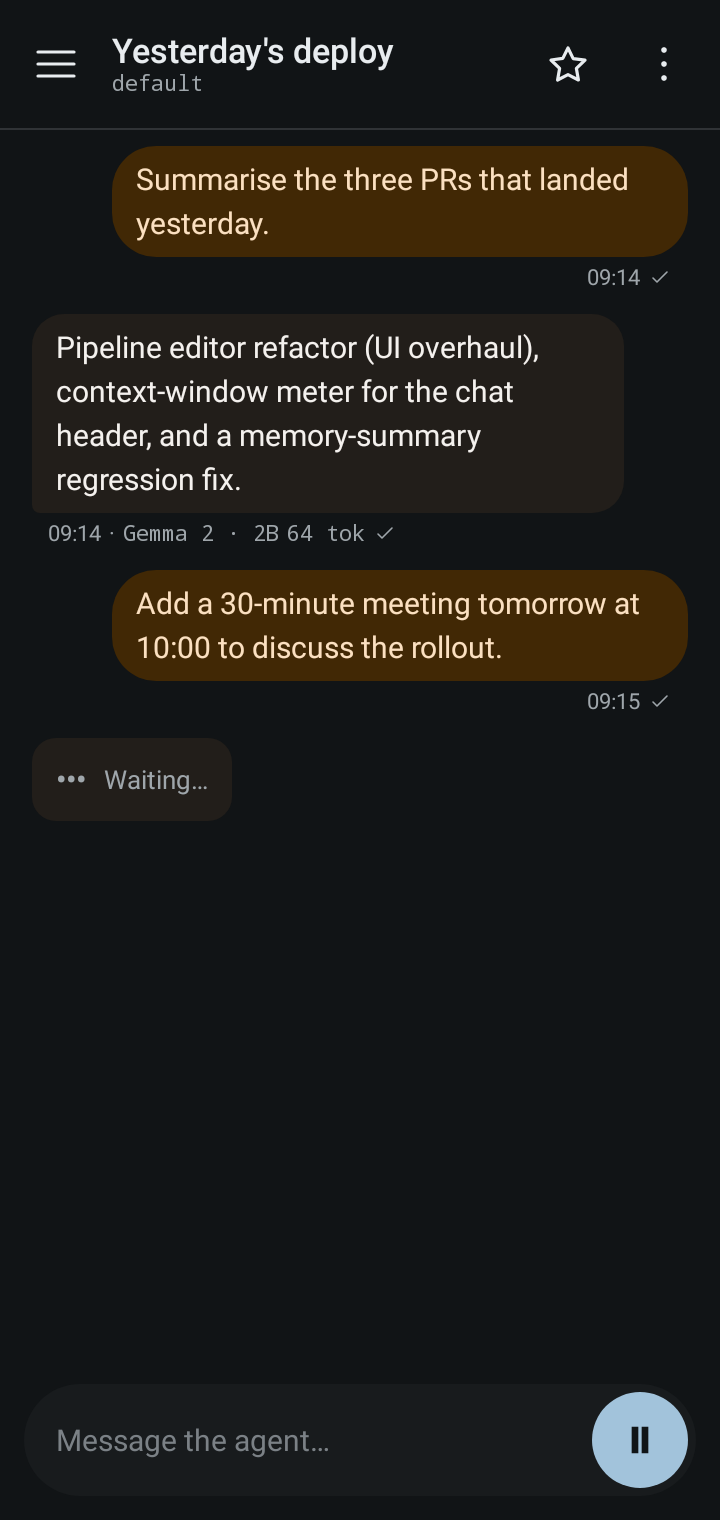 Yesterday's deploy
default
Summarise the three PRs that landed
yesterday.
09:14 ✓
Pipeline editor refactor (UI overhaul),
context-window meter for the chat
header, and a memory-summary
regression fix.
09:14 · Gemma 2 · 2B 64 tok ✓
Add a 30-minute meeting tomorrow at
10:00 to discuss the rollout.
09:15 ✓
Waiting…
Message the agent…